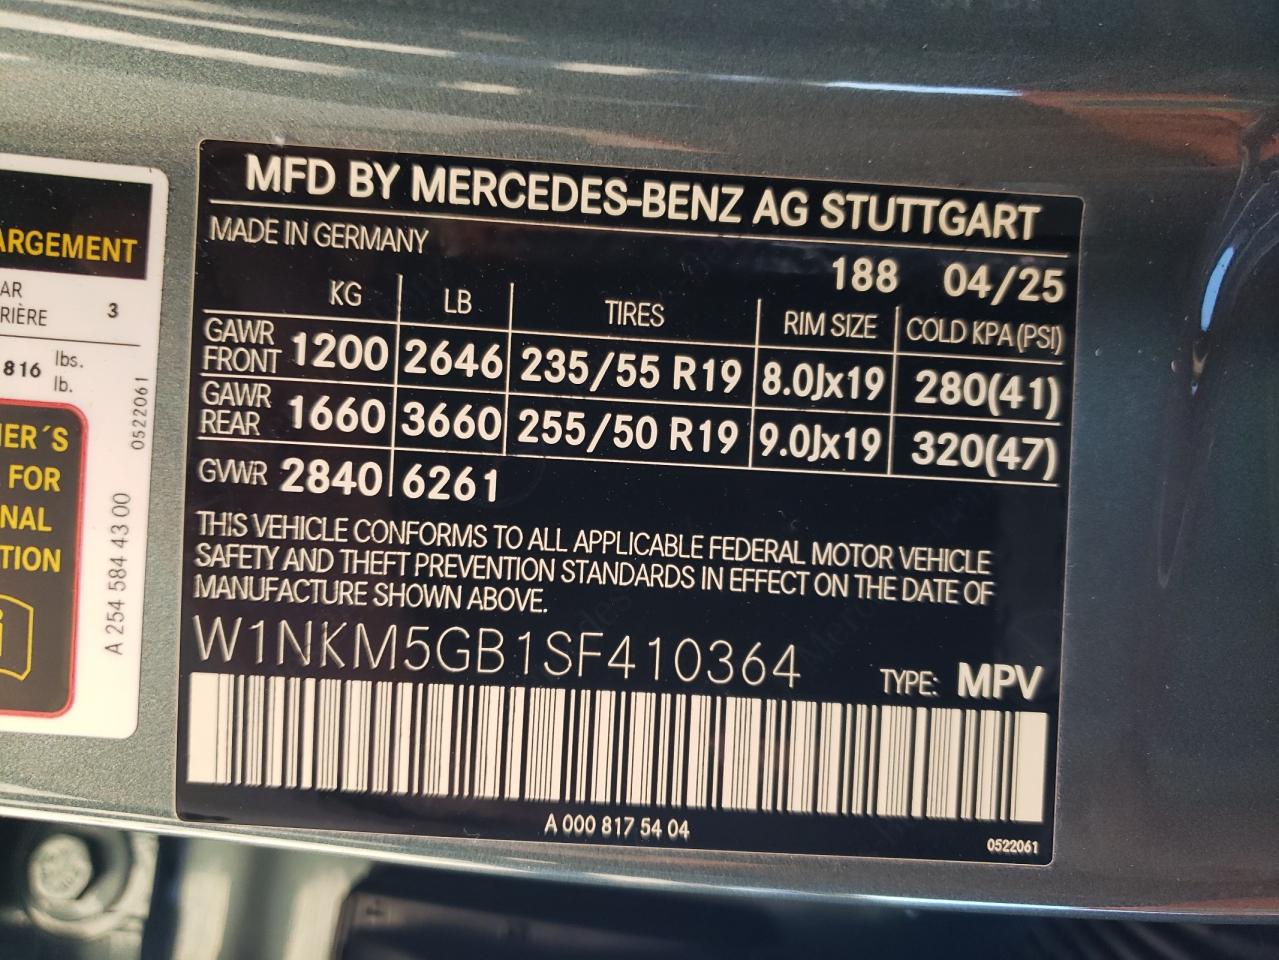 ARGEMENT
AR
RIÈRE 3
816 lbs.
lb.
0522061
A 254 584 43 00
ER´S
FOR
NAL
TION
MFD BY MERCEDES-BENZ AG STUTTGART
MADE IN GERMANY
188 04/25
KG LB TIRES RIM SIZE COLD KPA(PSI)
GAWR FRONT 1200 2646 235/55 R19 8.0Jx19 280(41)
GAWR REAR 1660 3660 255/50 R19 9.0Jx19 320(47)
GVWR 2840 6261
THIS VEHICLE CONFORMS TO ALL APPLICABLE FEDERAL MOTOR VEHICLE
SAFETY AND THEFT PREVENTION STANDARDS IN EFFECT ON THE DATE OF
MANUFACTURE SHOWN ABOVE.
W1NKM5GB1SF410364
TYPE: MPV
A 000 817 54 04
0522061